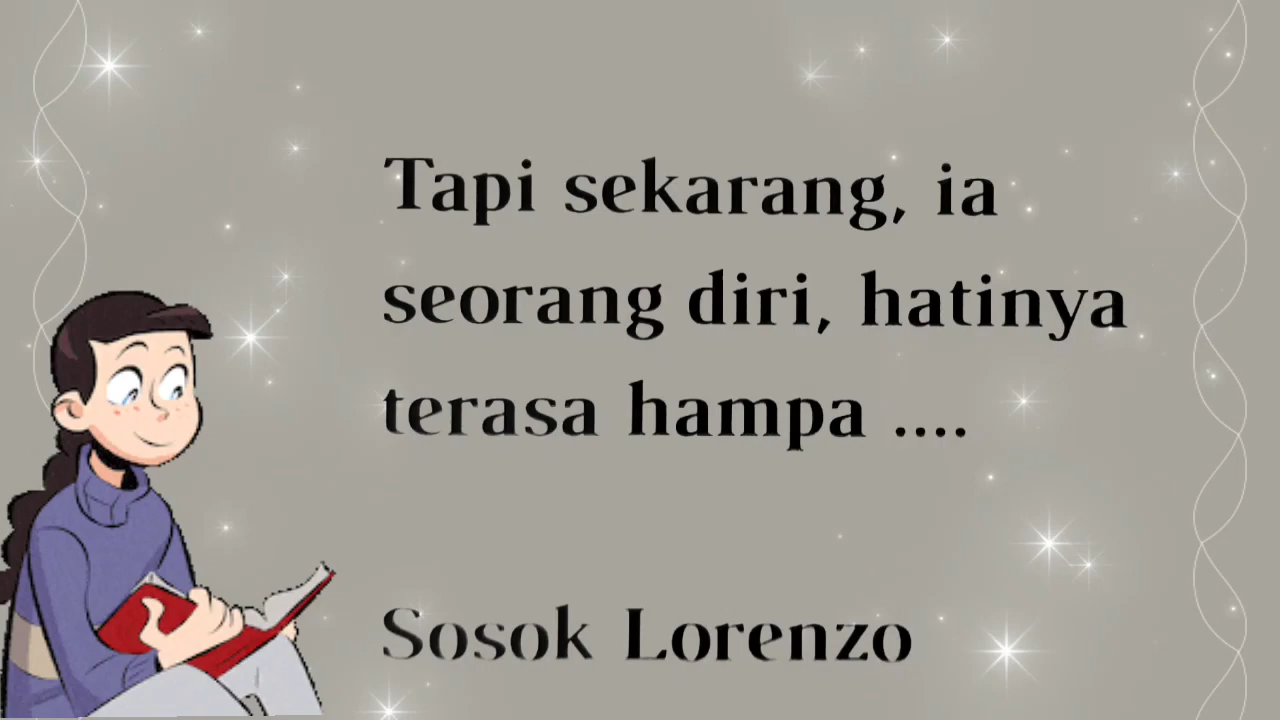 Tapi sekarang, ia
seorang diri, hatinya
terasa hampa ....
Sosok Lorenzo